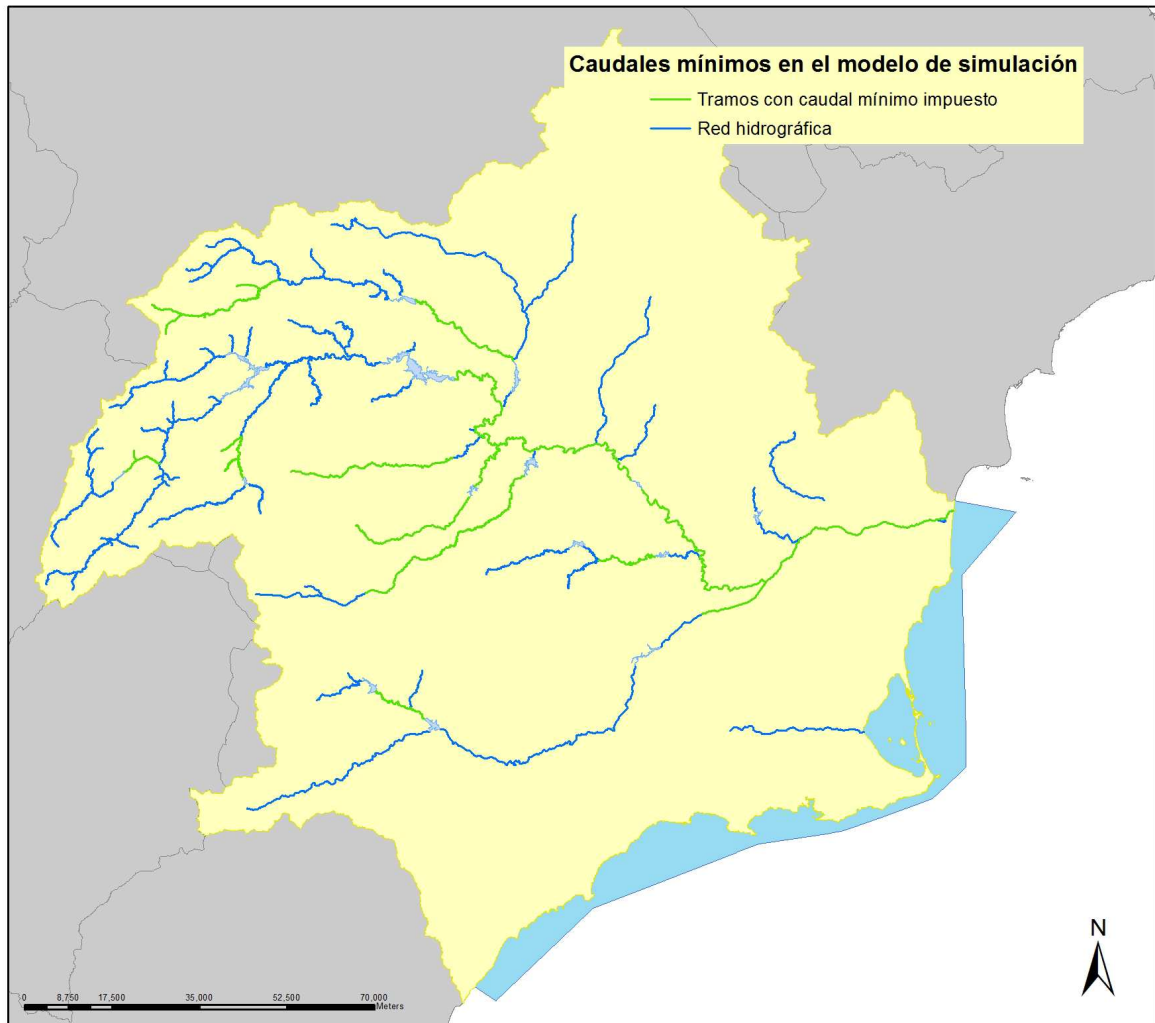 Caudales mínimos en el modelo de simulación
Tramos con caudal mínimo impuesto
Red hidrográfica
N
0 8,750 17,500 35,000 52,500 70,000
Meters